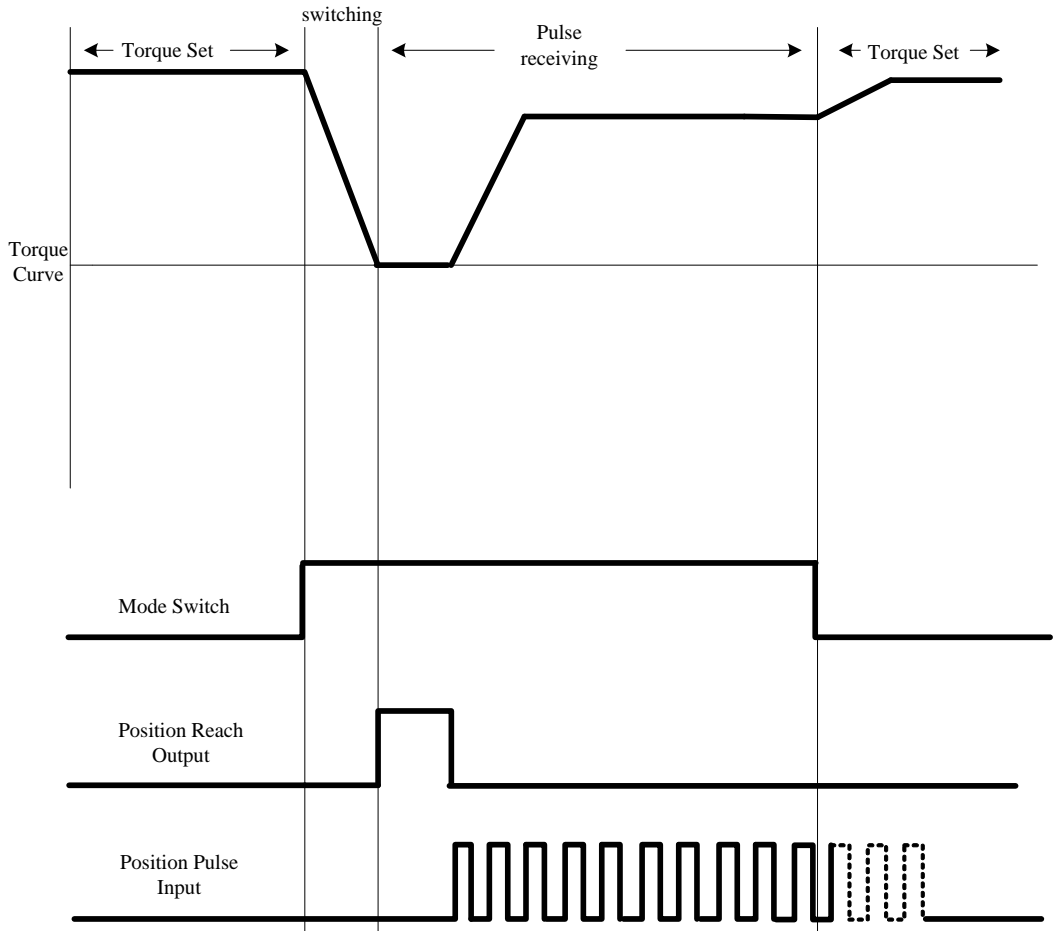 switching
Torque Set
Pulse
receiving
Torque Set
Torque
Curve
Mode Switch
Position Reach
Output
Position Pulse
Input